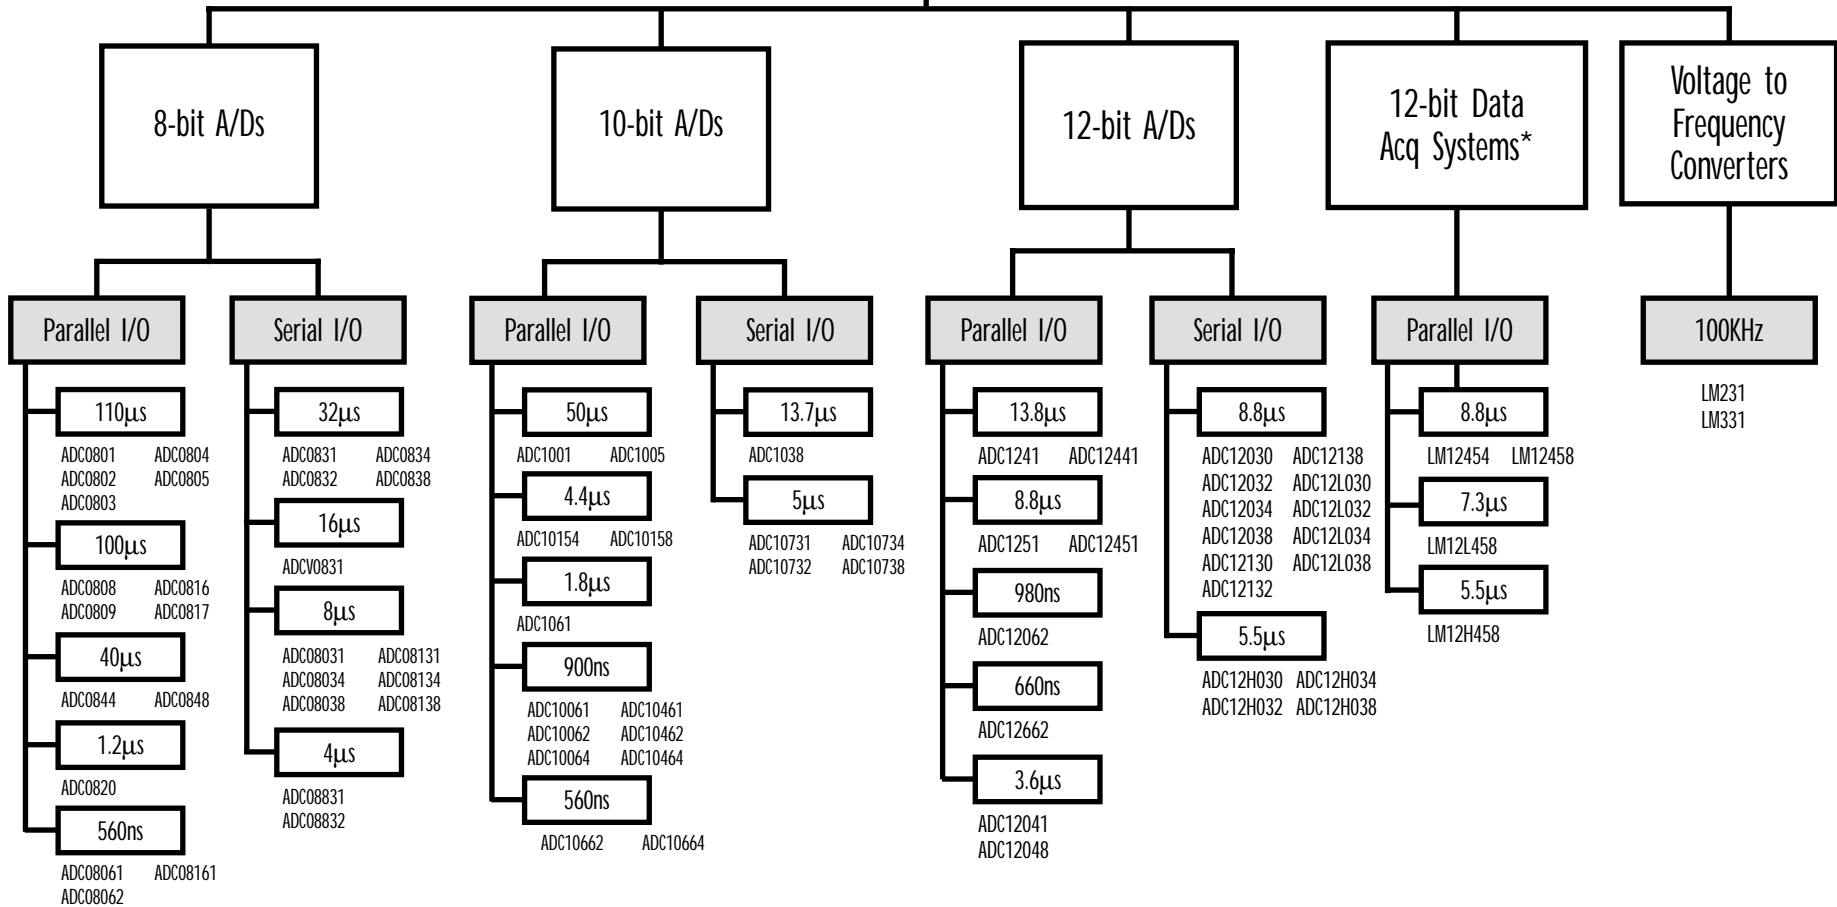 8-bit A/Ds
Parallel I/O
110µs
ADC0801 ADC0804
ADC0802 ADC0805
ADC0803
100µs
ADC0808 ADC0816
ADC0809 ADC0817
40µs
ADC0844 ADC0848
1.2µs
ADC0820
560ns
ADC08061 ADC08161
ADC08062
Serial I/O
32µs
ADC0831 ADC0834
ADC0832 ADC0838
16µs
ADCV0831
8µs
ADC08031 ADC08131
ADC08034 ADC08134
ADC08038 ADC08138
4µs
ADC08831
ADC08832
10-bit A/Ds
Parallel I/O
50µs
ADC1001 ADC1005
4.4µs
ADC10154 ADC10158
1.8µs
ADC1061
900ns
ADC10061 ADC10461
ADC10062 ADC10462
ADC10064 ADC10464
560ns
ADC10662 ADC10664
Serial I/O
13.7µs
ADC1038
5µs
ADC10731 ADC10734
ADC10732 ADC10738
12-bit A/Ds
Parallel I/O
13.8µs
ADC1241 ADC12441
8.8µs
ADC1251 ADC12451
980ns
ADC12062
660ns
ADC12662
3.6µs
ADC12041
ADC12048
Serial I/O
8.8µs
ADC12030 ADC12138
ADC12032 ADC12L030
ADC12034 ADC12L032
ADC12038 ADC12L034
ADC12130 ADC12L038
ADC12132
5.5µs
ADC12H030 ADC12H034
ADC12H032 ADC12H038
12-bit Data
Acq Systems*
Parallel I/O
8.8µs
LM12454 LM12458
7.3µs
LM12L458
5.5µs
LM12H458
Voltage to
Frequency
Converters
100KHz
LM231
LM331